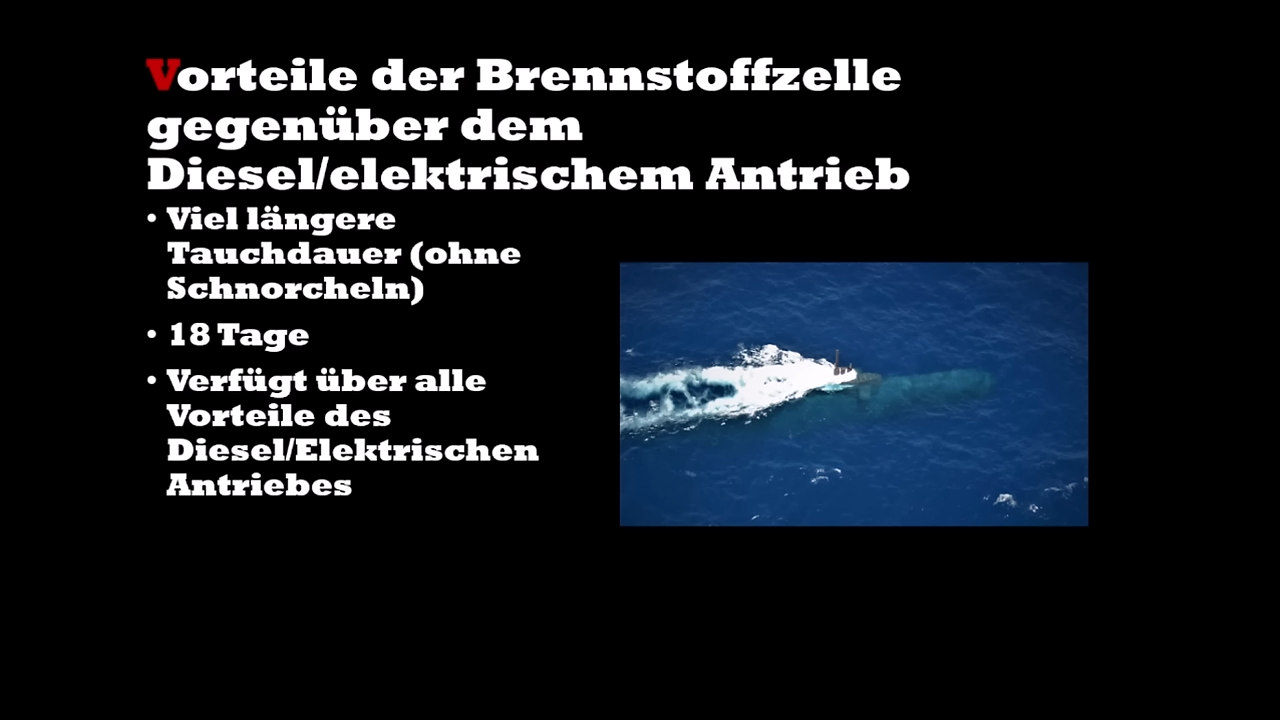 Vorteile der Brennstoffzelle
gegenüber dem
Diesel/elektrischem Antrieb
• Viel längere
Tauchdauer (ohne
Schnorcheln)
• 18 Tage
• Verfügt über alle
Vorteile des
Diesel/Elektrischen
Antriebes